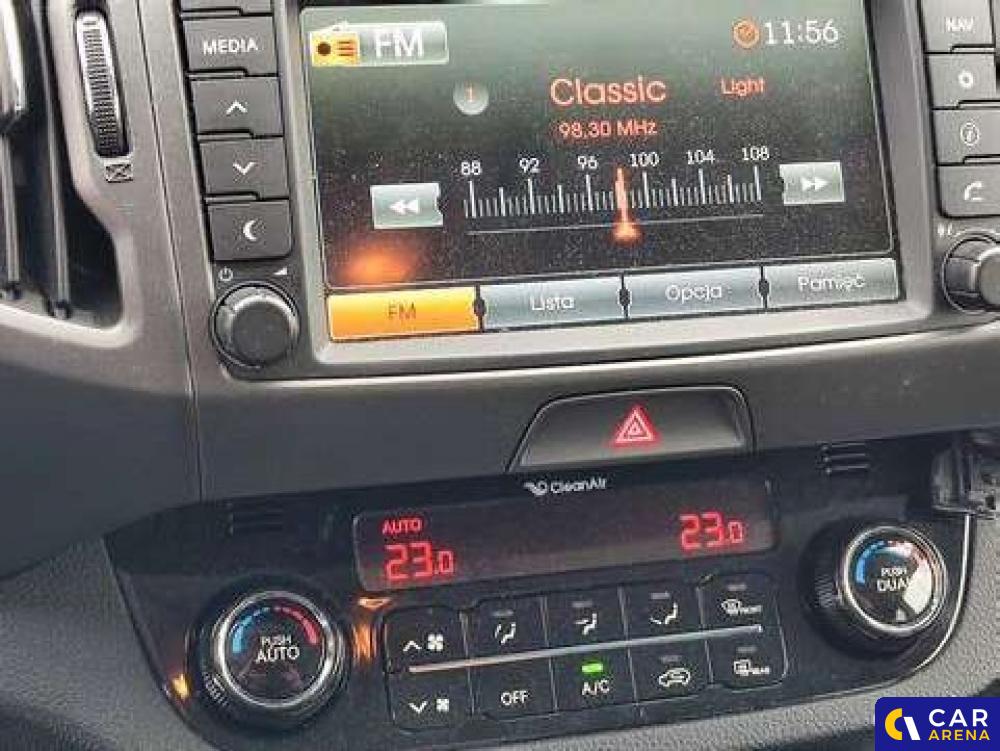 MEDIA
FM
11:56
NAV
1
Classic
Light
98.30 MHz
88 92 96 100 104 108
FM
Lista
Opcja
Pamięć
CleanAir
AUTO
23.0
23.0
PUSH
AUTO
PUSH
DUAL
FRONT
OFF
A/C
REAR
CAR
ARENA